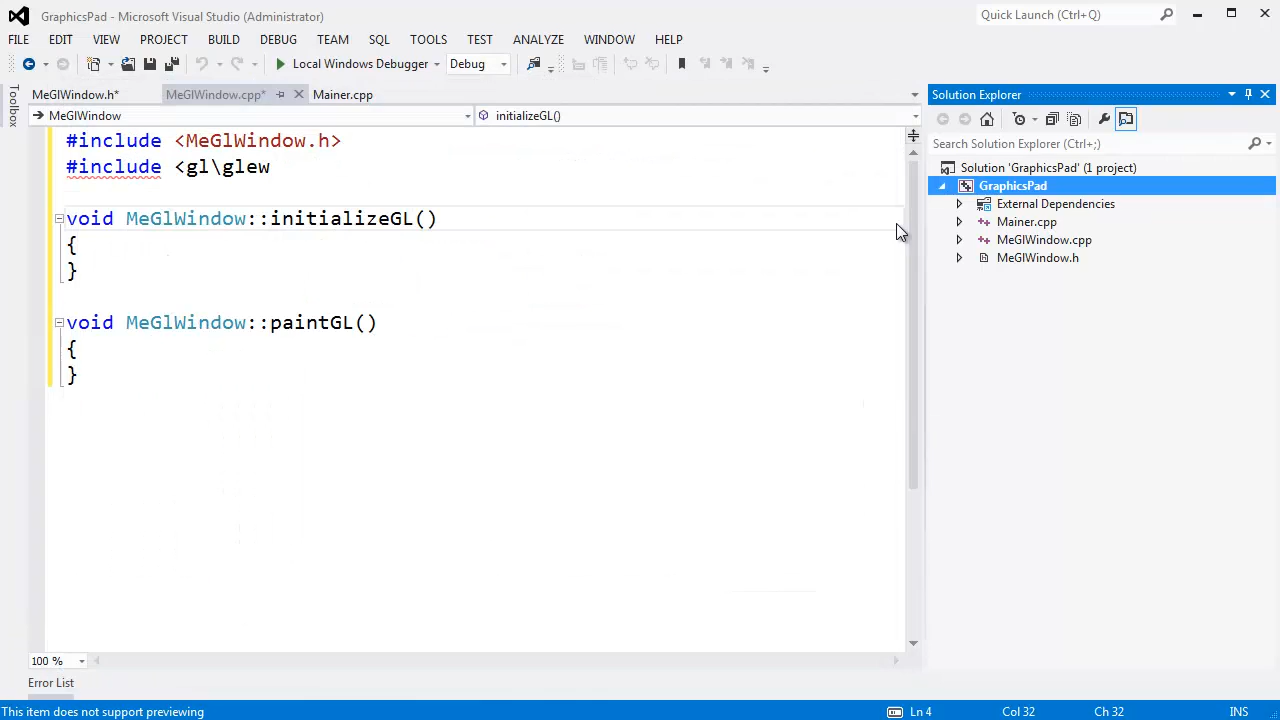 GraphicsPad - Microsoft Visual Studio (Administrator)
Quick Launch (Ctrl+Q)
FILE EDIT VIEW PROJECT BUILD DEBUG TEAM SQL TOOLS TEST ANALYZE WINDOW HELP
Local Windows Debugger Debug
Toolbox
MeGlWindow.h* MeGlWindow.cpp* Mainer.cpp
MeGlWindow initializeGL()
#include <MeGlWindow.h>
#include <gl\glew
void MeGlWindow::initializeGL()
{
}
void MeGlWindow::paintGL()
{
}
100 %
Error List
Solution Explorer
Search Solution Explorer (Ctrl+;)
Solution 'GraphicsPad' (1 project)
GraphicsPad
External Dependencies
Mainer.cpp
MeGlWindow.cpp
MeGlWindow.h
This item does not support previewing Ln 4 Col 32 Ch 32 INS